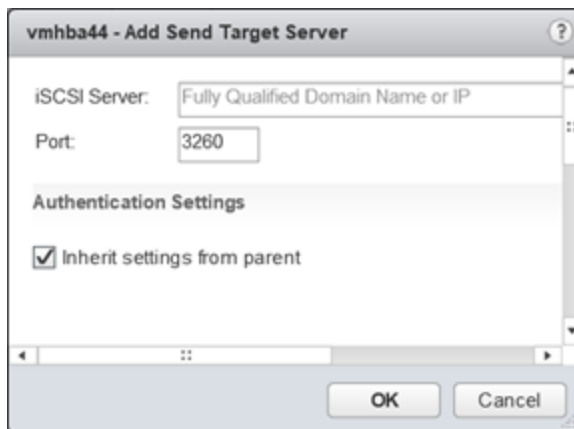 vmhba44 - Add Send Target Server
?
iSCSI Server: Fully Qualified Domain Name or IP
Port: 3260
Authentication Settings
Inherit settings from parent
OK Cancel